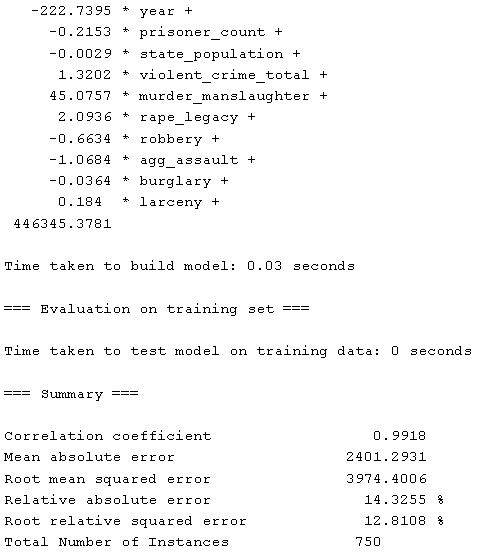 -222.7395 * year +
-0.2153 * prisoner_count +
-0.0029 * state_population +
1.3202 * violent_crime_total +
45.0757 * murder_manslaughter +
2.0936 * rape_legacy +
-0.6634 * robbery +
-1.0684 * agg_assault +
-0.0364 * burglary +
0.184 * larceny +
446345.3781
Time taken to build model: 0.03 seconds
=== Evaluation on training set ===
Time taken to test model on training data: 0 seconds
=== Summary ===
Correlation coefficient 0.9918
Mean absolute error 2401.2931
Root mean squared error 3974.4006
Relative absolute error 14.3255 %
Root relative squared error 12.8108 %
Total Number of Instances 750